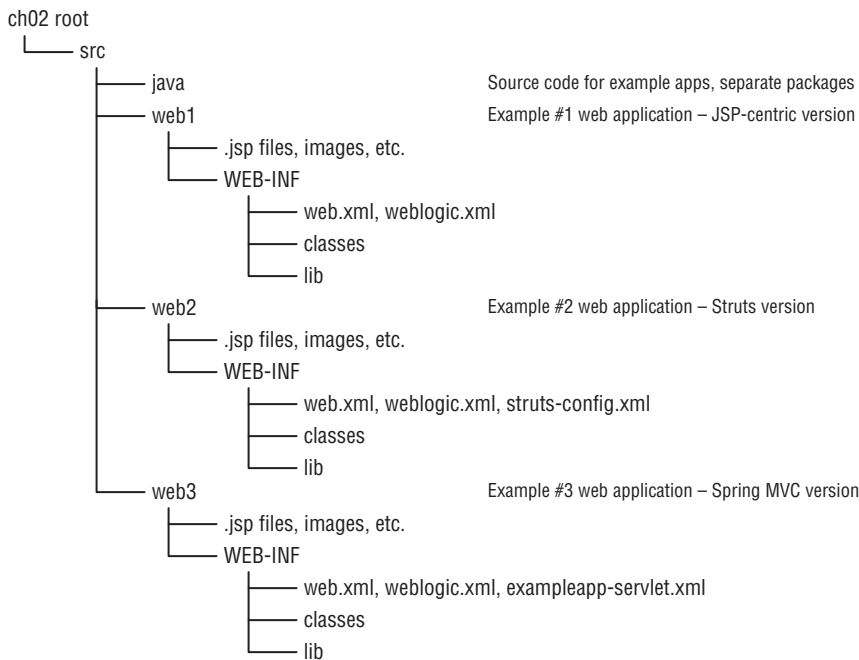 ch02 root
src
java Source code for example apps, separate packages
web1 Example #1 web application – JSP-centric version
.jsp files, images, etc.
WEB-INF
web.xml, weblogic.xml
classes
lib
web2 Example #2 web application – Struts version
.jsp files, images, etc.
WEB-INF
web.xml, weblogic.xml, struts-config.xml
classes
lib
web3 Example #3 web application – Spring MVC version
.jsp files, images, etc.
WEB-INF
web.xml, weblogic.xml, exampleapp-servlet.xml
classes
lib